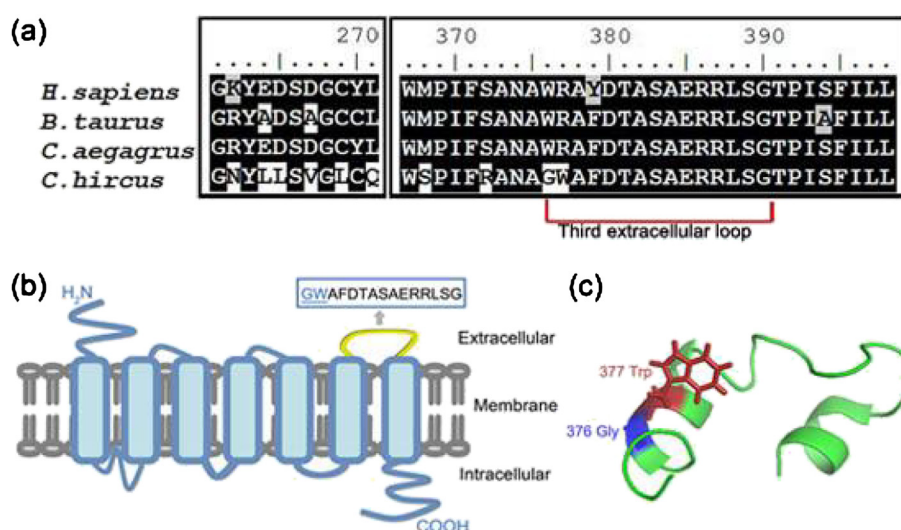 (a)
270 370 380 390
H.sapiens GKYEDSDGCYL WMPIFSANAWRAYDTASAERRLSGTPISFILL
B.taurus GRYADSAGCCL WMPIFSANAWRAFDTASAERRLSGTPIAFILL
C.aegagrus GRYEDSDGCYL WMPIFSANAWRAFDTASAERRLSGTPISFILL
C.hircus GNYLLSVGLCQ WSPIFRANAGWAFDTASAERRLSGTPISFILL
Third extracellular loop
(b)
H2N
GWAFDTASAERRLSG
Extracellular
Membrane
Intracellular
COOH
(c)
377 Trp
376 Gly